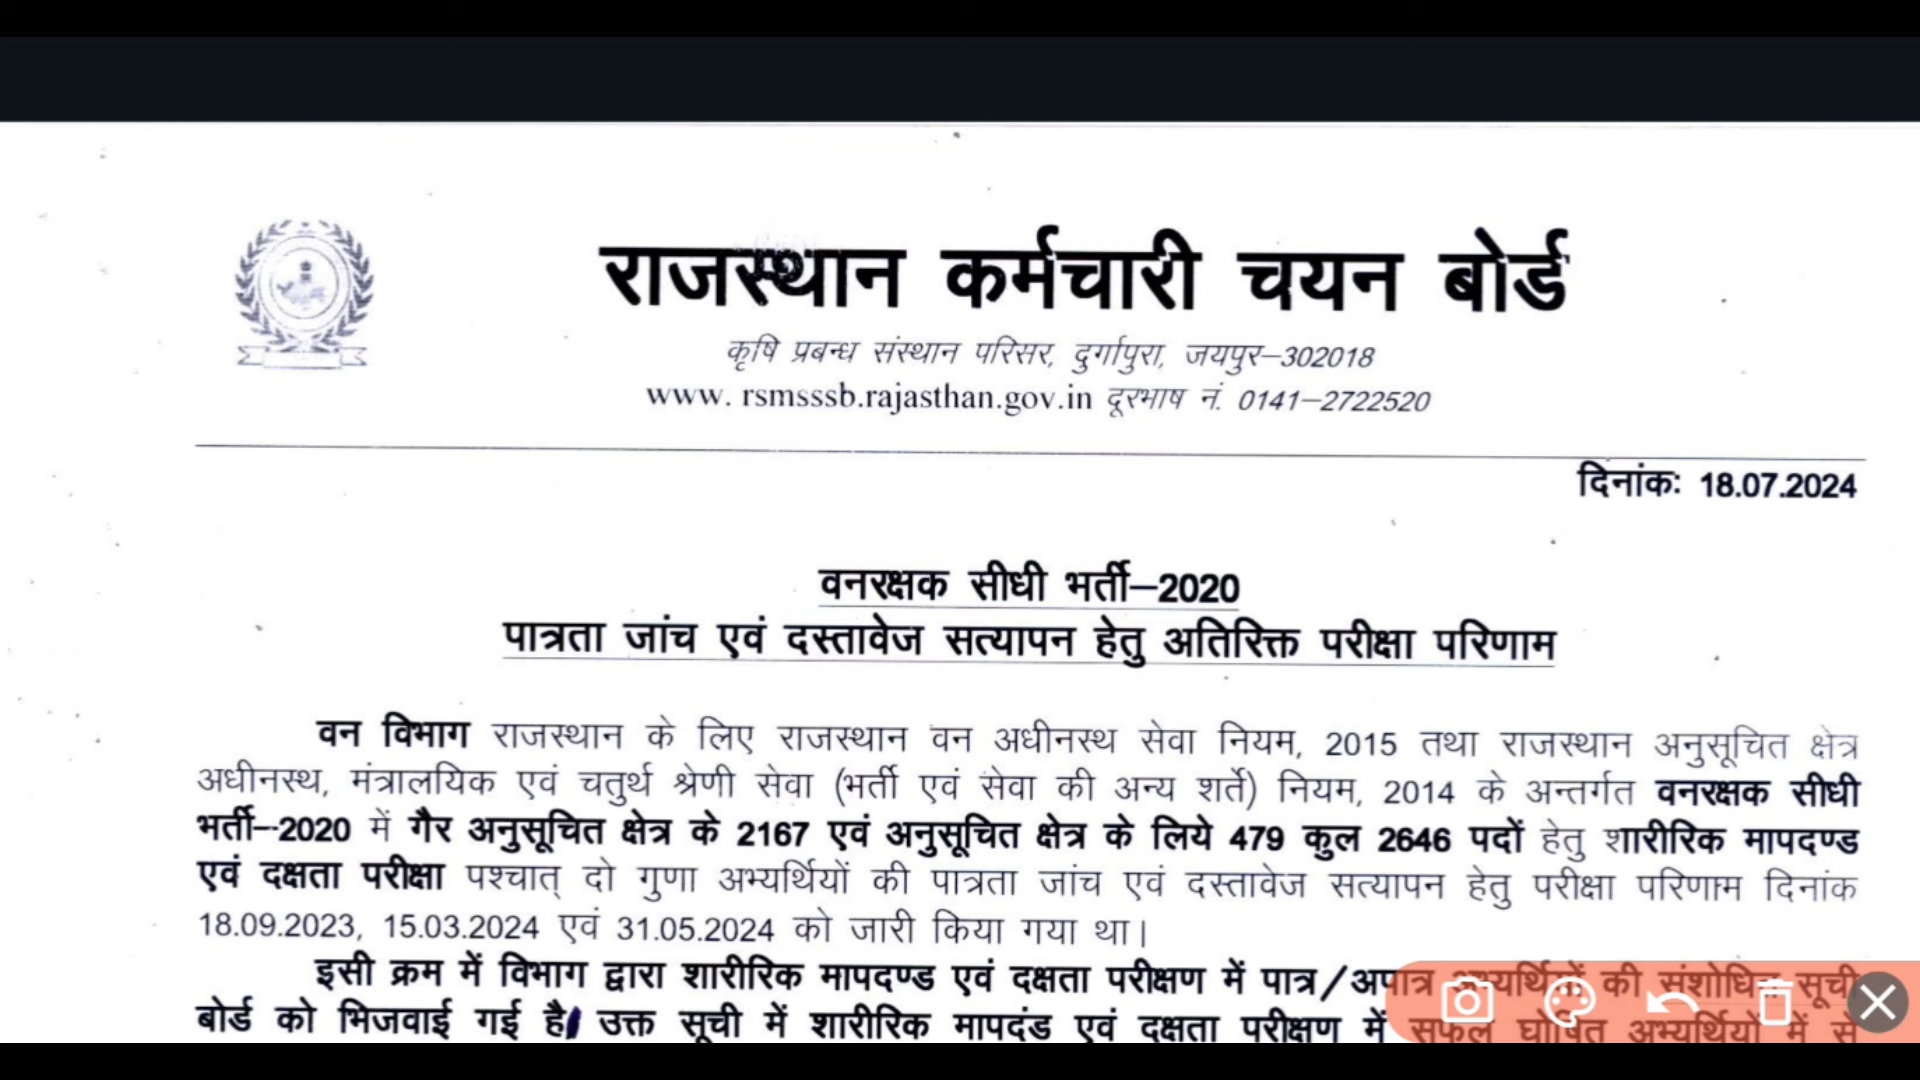 राजस्थान कर्मचारी चयन बोर्ड
कृषि प्रबन्ध संस्थान परिसर, दुर्गापुरा, जयपुर–302018
www. rsmsssb.rajasthan.gov.in दूरभाष नं. 0141–2722520
दिनांकः 18.07.2024
वनरक्षक सीधी भर्ती–2020
पात्रता जांच एवं दस्तावेज सत्यापन हेतु अतिरिक्त परीक्षा परिणाम
वन विभाग राजस्थान के लिए राजस्थान वन अधीनस्थ सेवा नियम, 2015 तथा राजस्थान अनुसूचित क्षेत्र
अधीनस्थ, मंत्रालयिक एवं चतुर्थ श्रेणी सेवा (भर्ती एवं सेवा की अन्य शर्ते) नियम, 2014 के अन्तर्गत वनरक्षक सीधी
भर्ती–2020 में गैर अनुसूचित क्षेत्र के 2167 एवं अनुसूचित क्षेत्र के लिये 479 कुल 2646 पदों हेतु शारीरिक मापदण्ड
एवं दक्षता परीक्षा पश्चात् दो गुणा अभ्यर्थियों की पात्रता जांच एवं दस्तावेज सत्यापन हेतु परीक्षा परिणाम दिनांक
18.09.2023, 15.03.2024 एवं 31.05.2024 को जारी किया गया था।
इसी क्रम में विभाग द्वारा शारीरिक मापदण्ड एवं दक्षता परीक्षण में पात्र/अपात्र अभ्यर्थियों की संशोधित सूची
बोर्ड को भिजवाई गई है। उक्त सूची में शारीरिक मापदंड एवं दक्षता परीक्षण में सफल घोषित अभ्यर्थियों में से